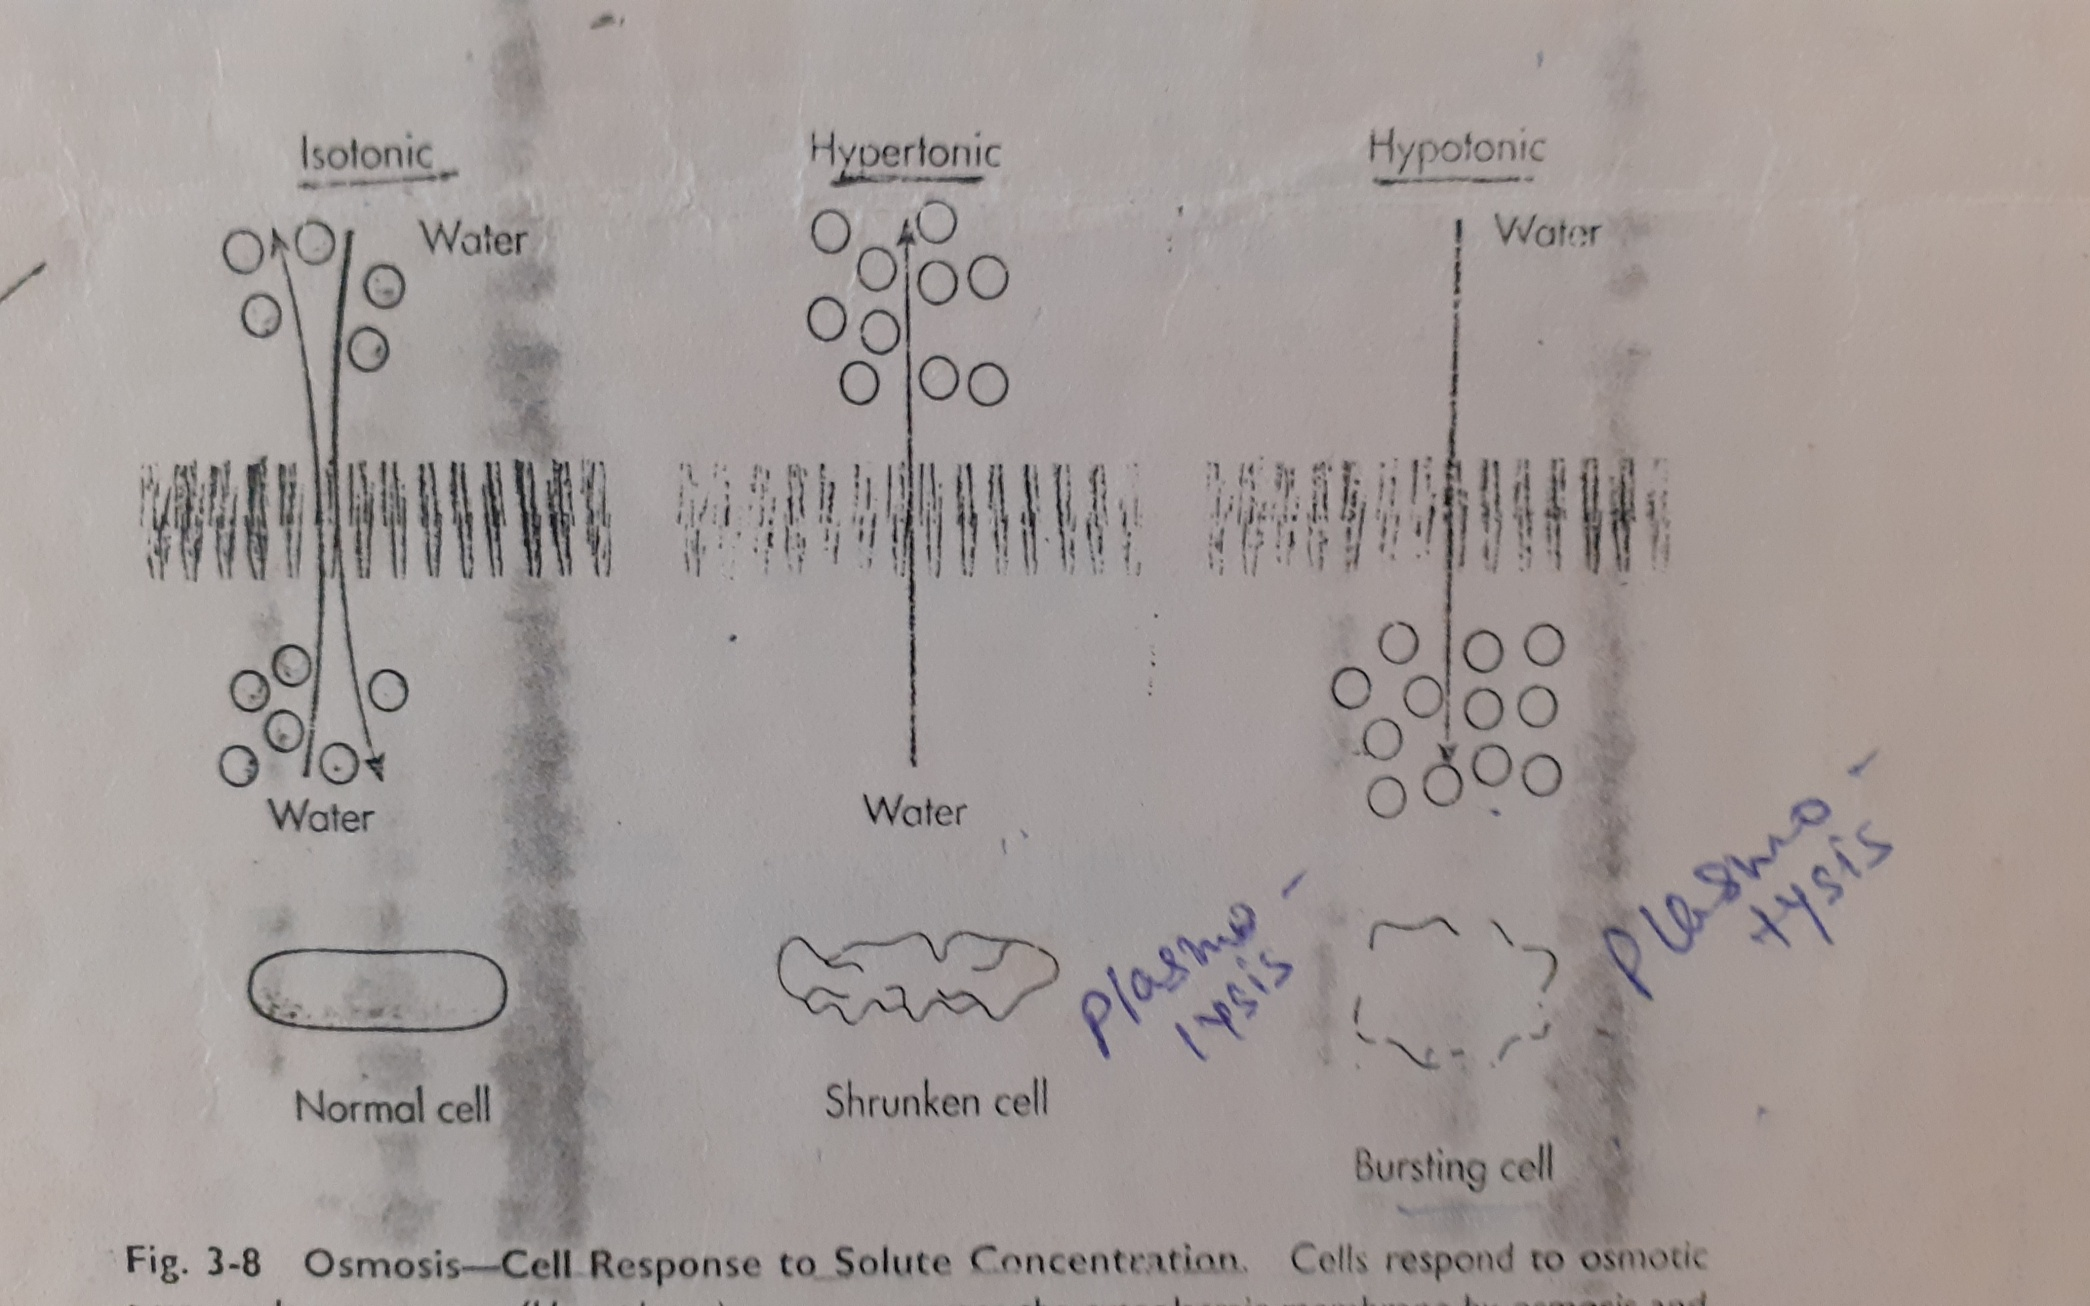 Isotonic
Hypertonic
Hypotonic
Water
Water
Water
Water
Plasmo-
lysis
Plasmo-
tysis
Normal cell
Shrunken cell
Bursting cell
Fig. 3-8 Osmosis—Cell Response to Solute Concentration. Cells respond to osmotic